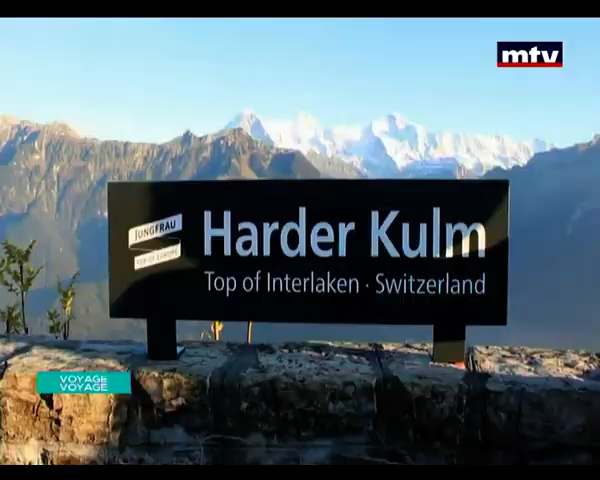 mtv
JUNGFRAU
TOP OF EUROPE
Harder Kulm
Top of Interlaken · Switzerland
VOYAGE
VOYAGE